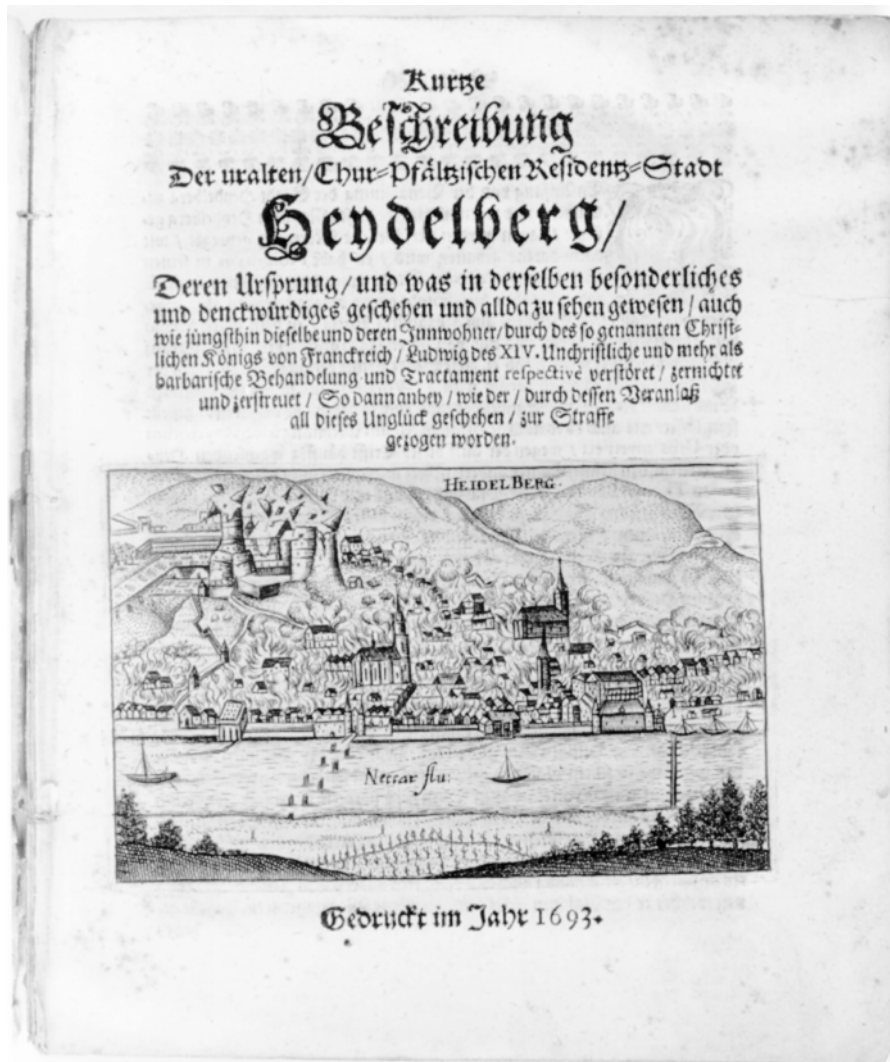 Kurtze
Beschreibung
Der uralten/Chur-Pfältzischen Residentz-Stadt
Heydelberg/
Deren Ursprung/und was in derselben besonderliches
und denckwürdiges geschehen und allda zu sehen gewesen/auch
wie jüngsthin dieselbe und deren Innwohner/durch des so genannten Christ-
lichen Königs von Franckreich/Ludwig des XIV. Unchristliche und mehr als
barbarische Behandelung und Tractament respectivè verstöret/zernichtet
und zerstreuet/So dann anbey/wie der/durch dessen Veranlaß
all dieses Unglück geschehen/zur Straffe
gezogen worden.
HEIDEL BERG.
Neccar flu:
Gedruckt im Jahr 1693.